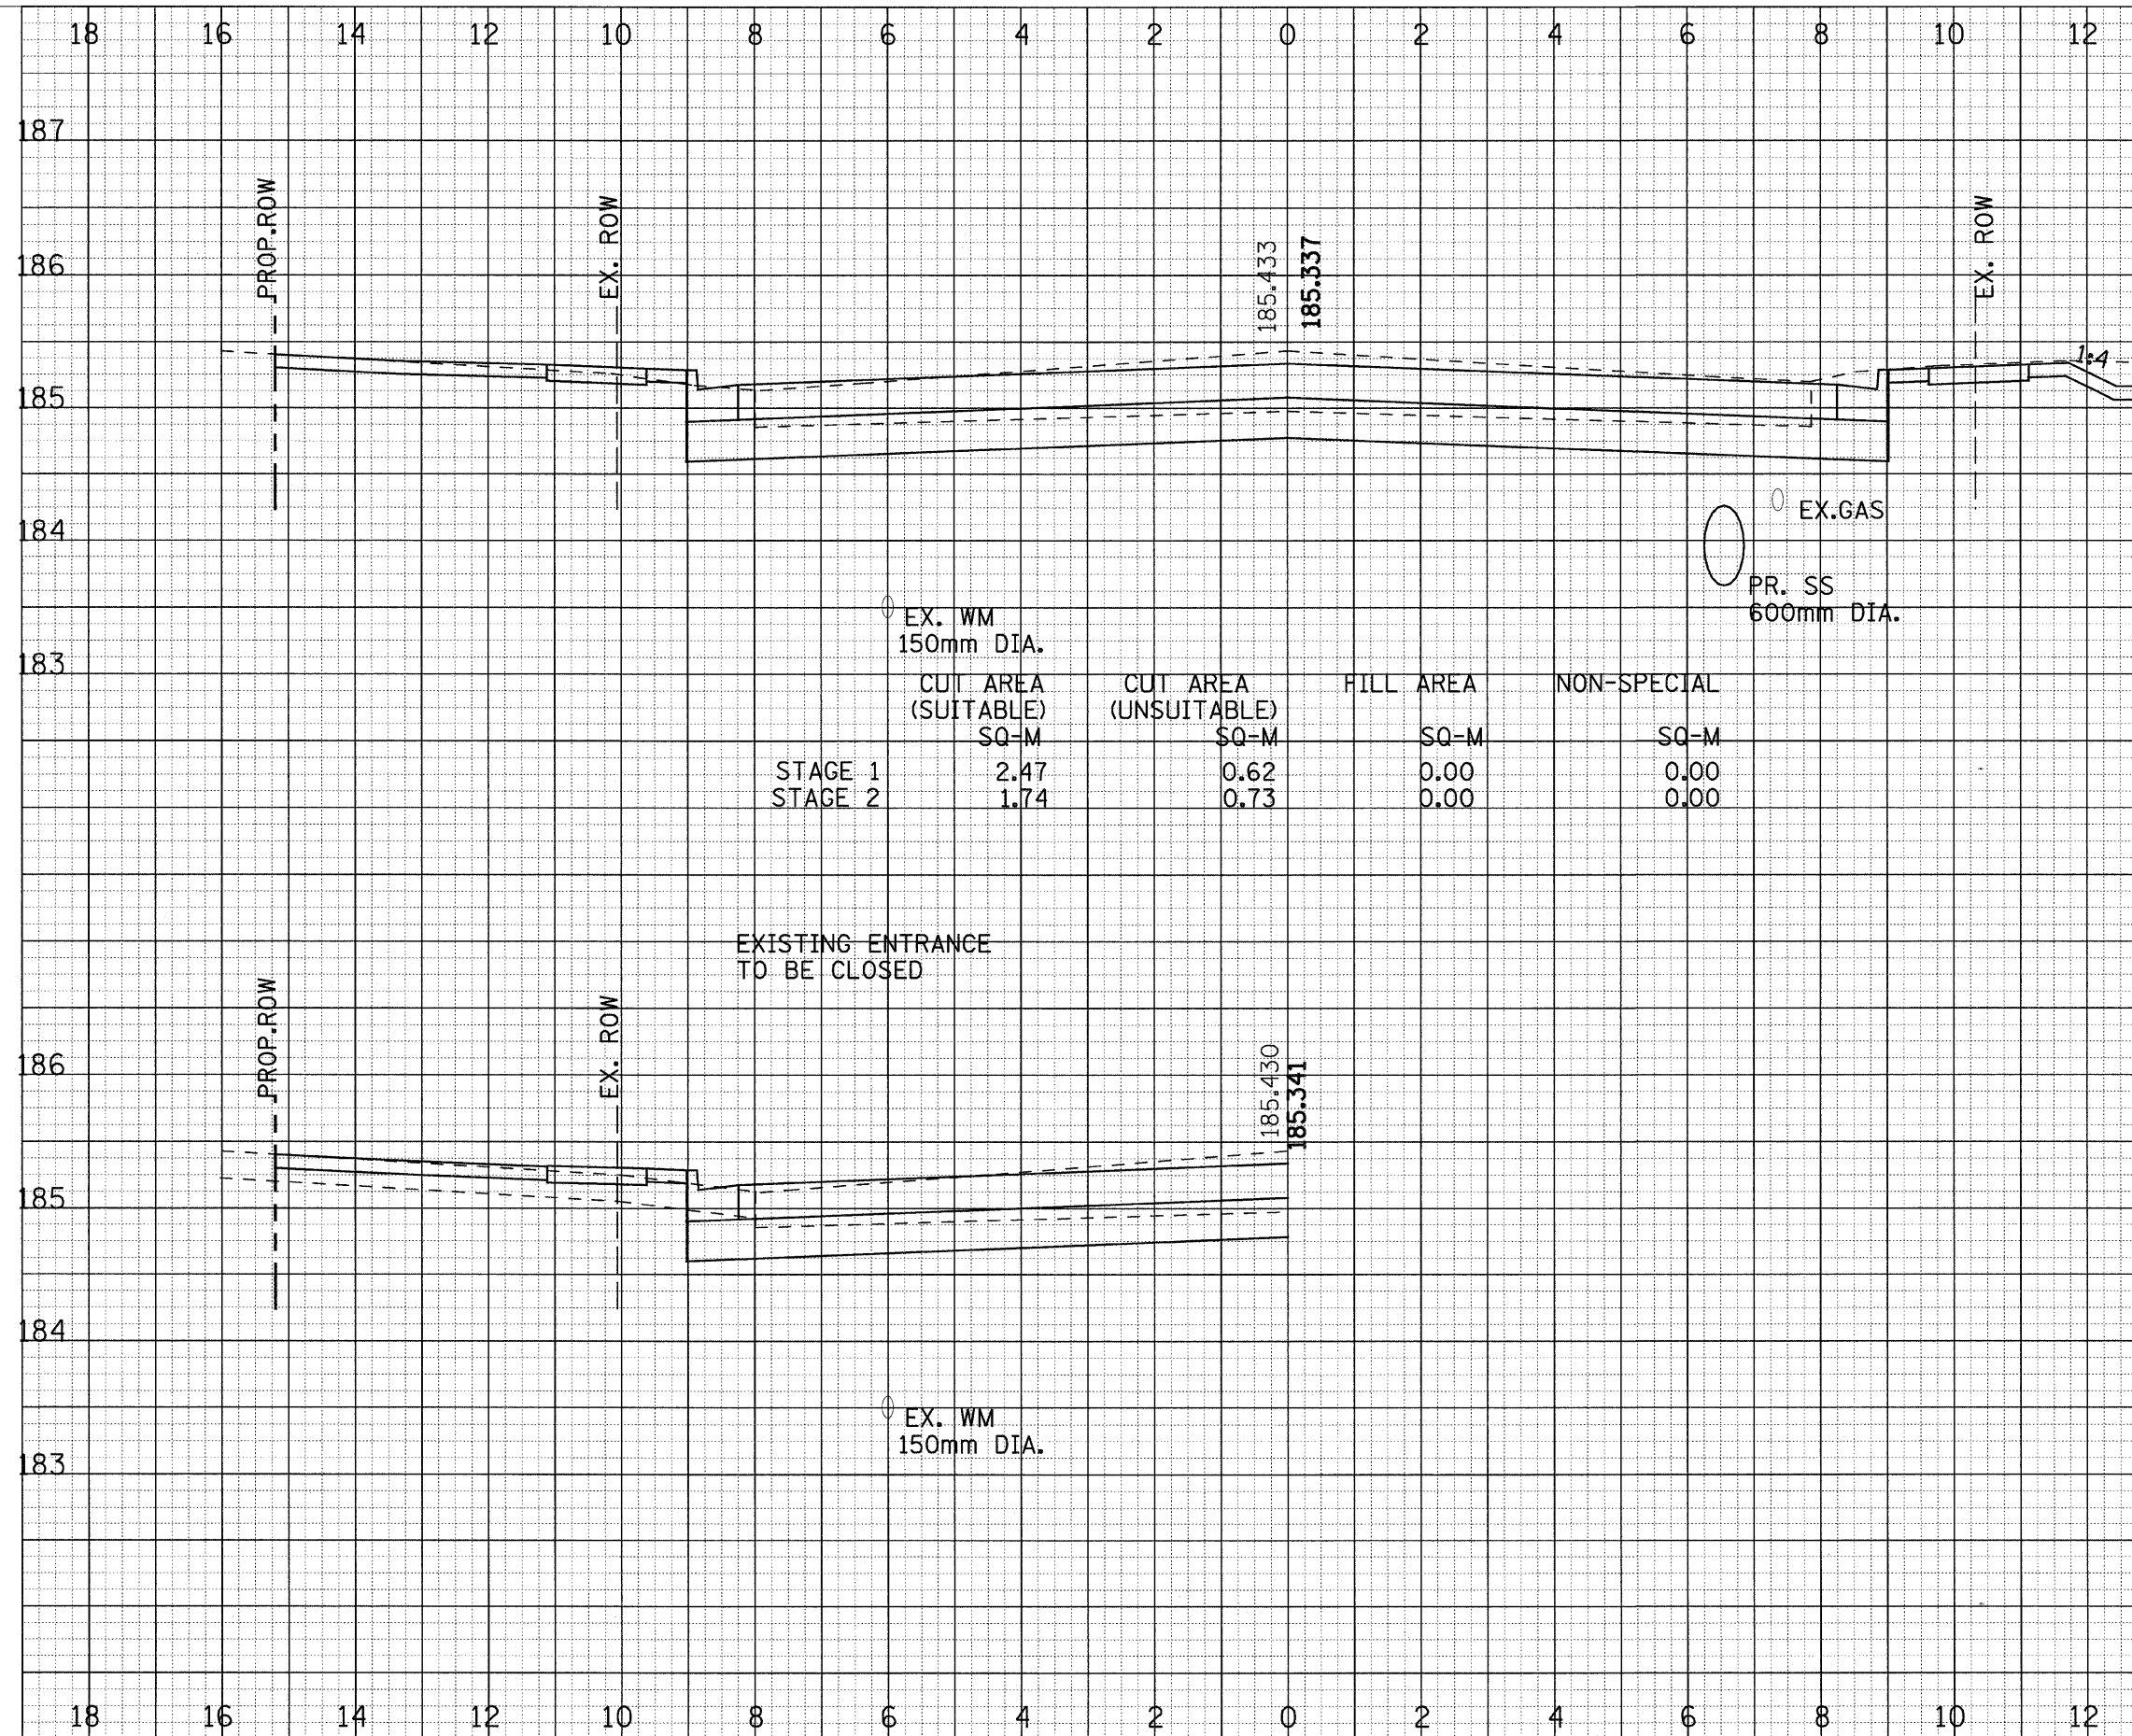 18 16 14 12 10 8 6 4 2 0 2 4 6 8 10 12
187
PROP.ROW
EX. ROW
EX. ROW
186
185.433
185.337
1:4
185
EX.GAS
184
PR. SS
600mm DIA.
EX. WM
150mm DIA.
183
CUT AREA CUT AREA FILL AREA NON-SPECIAL
(SUITABLE) (UNSUITABLE)
SQ-M SQ-M SQ-M SQ-M
STAGE 1 2.47 0.62 0.00 0.00
STAGE 2 1.74 0.73 0.00 0.00
EXISTING ENTRANCE
TO BE CLOSED
PROP.ROW
EX. ROW
186
185.430
185.341
185
184
EX. WM
150mm DIA.
183
18 16 14 12 10 8 6 4 2 0 2 4 6 8 10 12